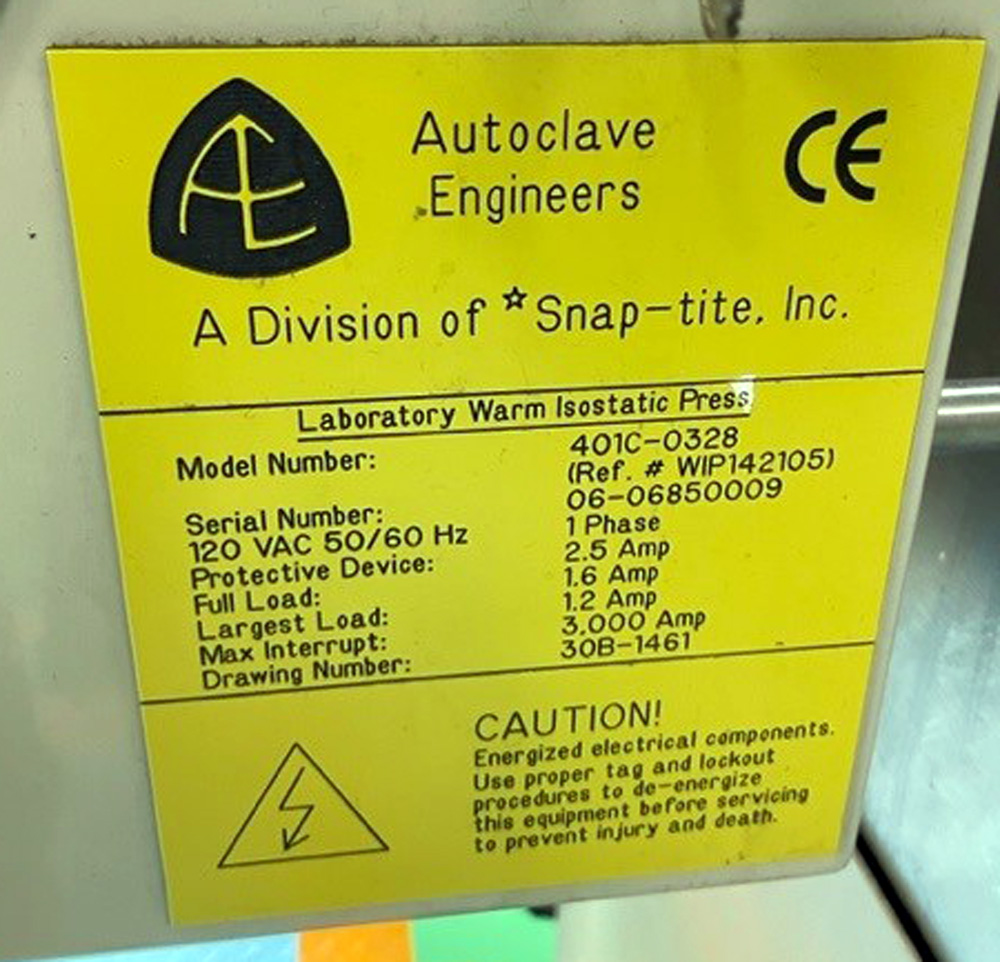 AE
Autoclave
Engineers
CE
A Division of ☆Snap-tite, Inc.
Laboratory Warm Isostatic Press
Model Number: 401C-0328
(Ref. # WIP142105)
Serial Number: 06-06850009
120 VAC 50/60 Hz 1 Phase
Protective Device: 2.5 Amp
Full Load: 1.6 Amp
Largest Load: 1.2 Amp
Max Interrupt: 3,000 Amp
Drawing Number: 30B-1461
CAUTION!
Energized electrical components.
Use proper tag and lockout
procedures to de-energize
this equipment before servicing
to prevent injury and death.